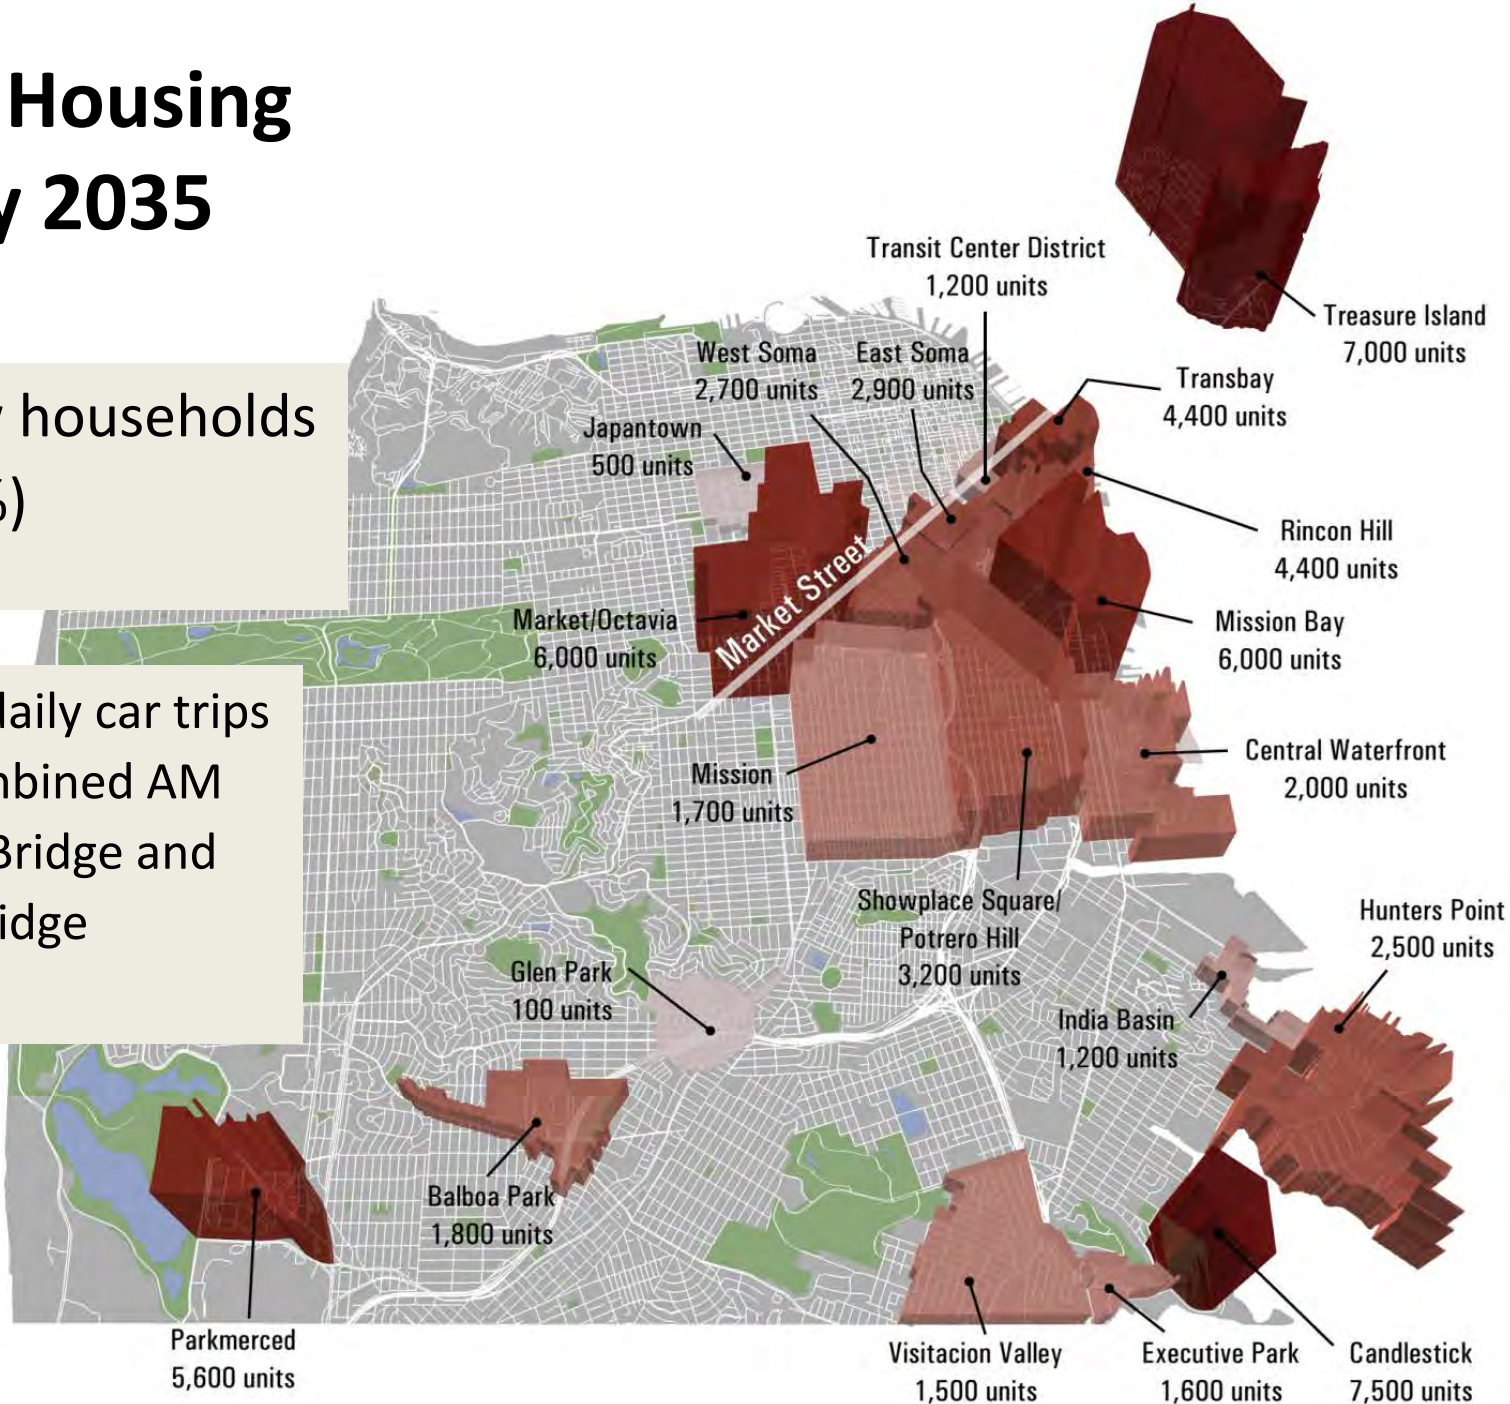 Housing
y 2035
y households
%)
daily car trips
mbined AM
Bridge and
ridge
Transit Center District
1,200 units
Treasure Island
7,000 units
West Soma
2,700 units
East Soma
2,900 units
Transbay
4,400 units
Japantown
500 units
Rincon Hill
4,400 units
Market Street
Market/Octavia
6,000 units
Mission Bay
6,000 units
Mission
1,700 units
Central Waterfront
2,000 units
Showplace Square/
Potrero Hill
3,200 units
Hunters Point
2,500 units
Glen Park
100 units
India Basin
1,200 units
Balboa Park
1,800 units
Parkmerced
5,600 units
Visitacion Valley
1,500 units
Executive Park
1,600 units
Candlestick
7,500 units